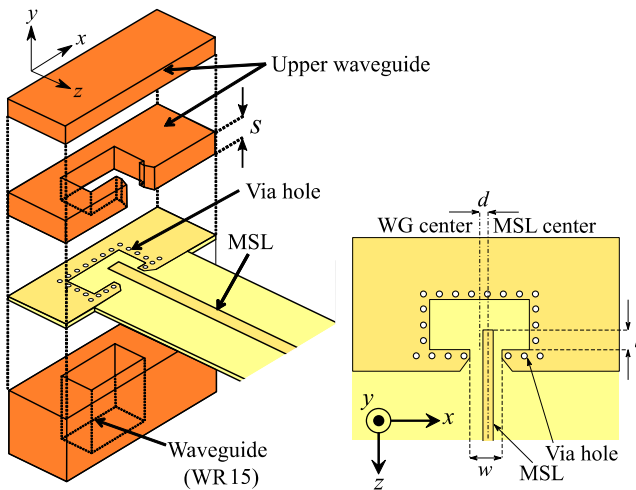 y
x
z
Upper waveguide
s
Via hole
MSL
Waveguide
(WR15)
d
WG center
MSL center
y
x
z
w
MSL
Via hole